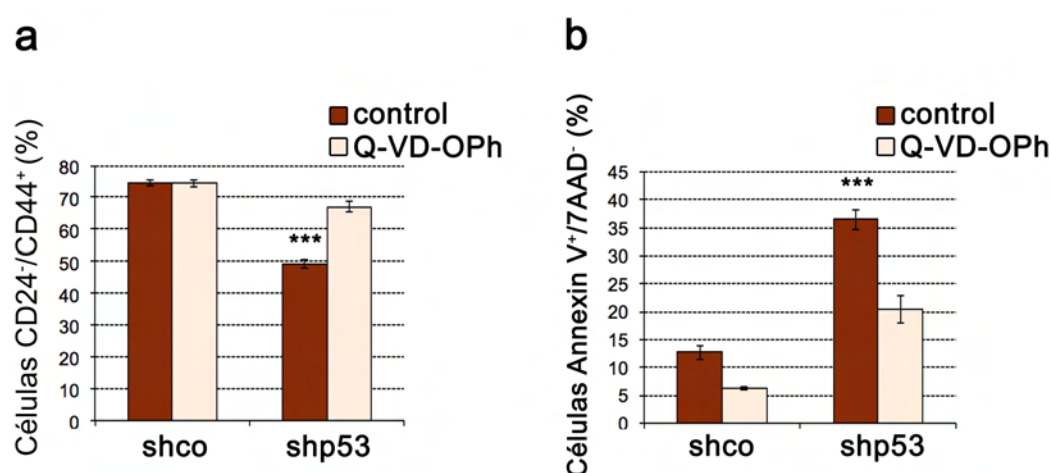 a
control
Q-VD-OPh
Células CD24⁻/CD44⁺ (%)
80
70
60
50
40
30
20
10
0
***
shco
shp53
b
control
Q-VD-OPh
Células Annexin V⁺/7AAD⁻ (%)
45
40
35
30
25
20
15
10
5
0
***
shco
shp53